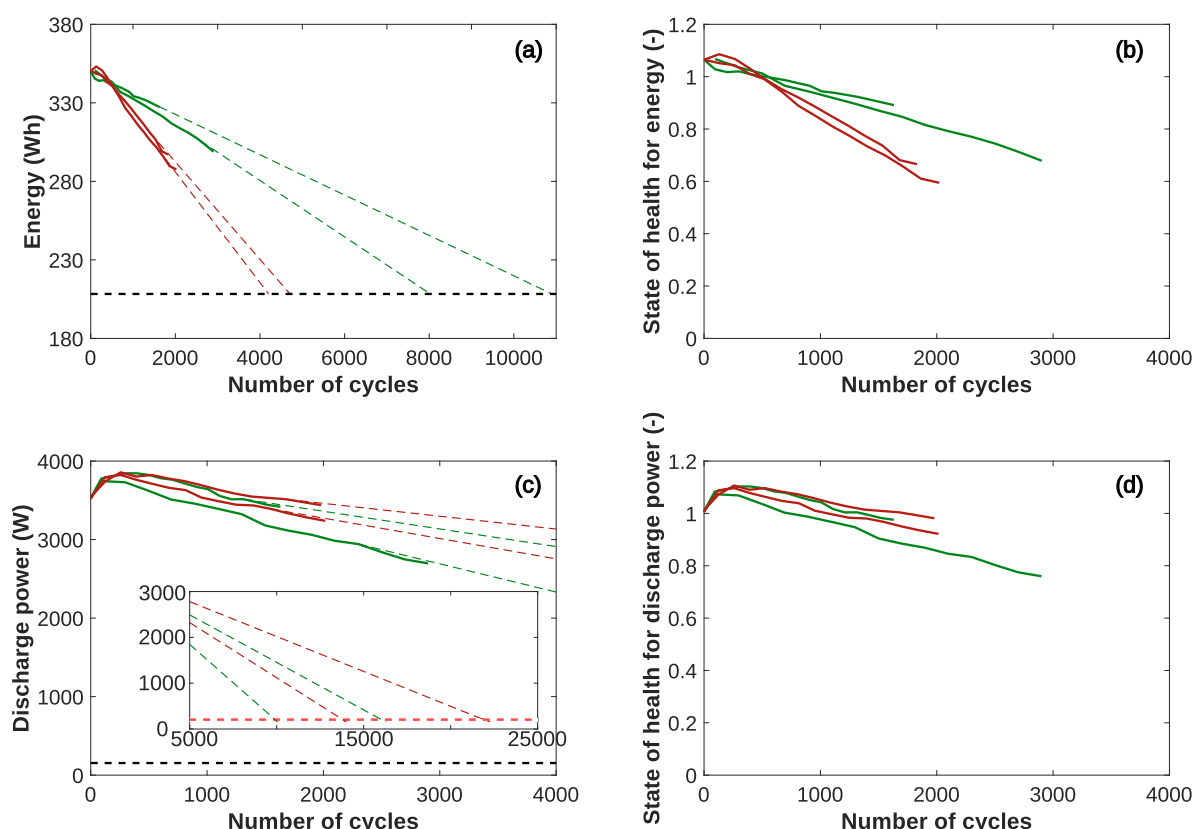 380
330
280
230
180
Energy (Wh)
(a)
0 2000 4000 6000 8000 10000
Number of cycles
1.2
1
0.8
0.6
0.4
0.2
0
State of health for energy (-)
(b)
0 1000 2000 3000 4000
Number of cycles
4000
3000
2000
1000
0
Discharge power (W)
(c)
3000
2000
1000
0
5000 15000 25000
0 1000 2000 3000 4000
Number of cycles
1.2
1
0.8
0.6
0.4
0.2
0
State of health for discharge power (-)
(d)
0 1000 2000 3000 4000
Number of cycles